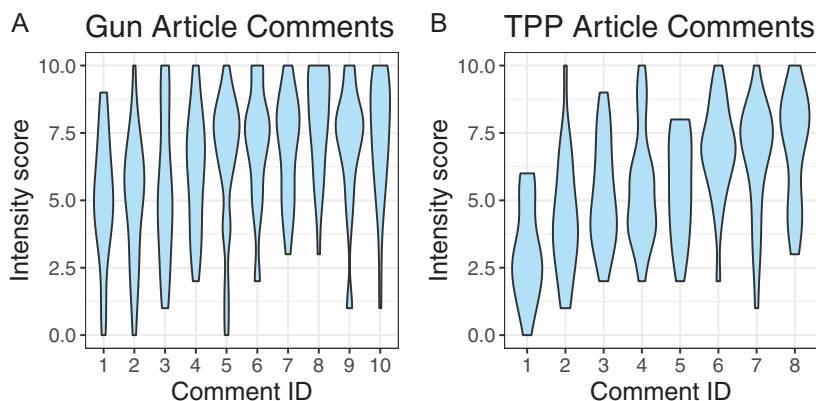 A
Gun Article Comments
Intensity score
10.0
7.5
5.0
2.5
0.0
1 2 3 4 5 6 7 8 9 10
Comment ID
B
TPP Article Comments
Intensity score
10.0
7.5
5.0
2.5
0.0
1 2 3 4 5 6 7 8
Comment ID